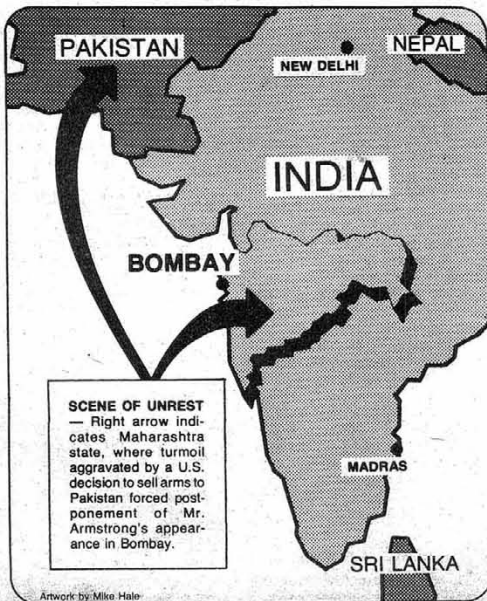 PAKISTAN
NEPAL
NEW DELHI
INDIA
BOMBAY
SCENE OF UNREST
— Right arrow indi-
cates Maharashtra
state, where turmoil
aggravated by a U.S.
decision to sell arms to
Pakistan forced post-
ponement of Mr.
Armstrong's appear-
ance in Bombay.
MADRAS
SRI LANKA
Artwork by Mike Hale